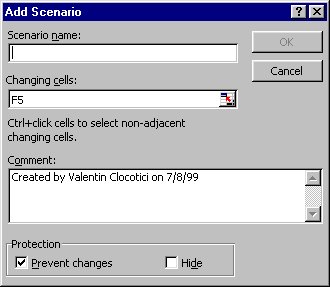 Add Scenario
Scenario name:
OK
Cancel
Changing cells:
F5
Ctrl+click cells to select non-adjacent
changing cells.
Comment:
Created by Valentin Clocotici on 7/8/99
Protection
Prevent changes
Hide